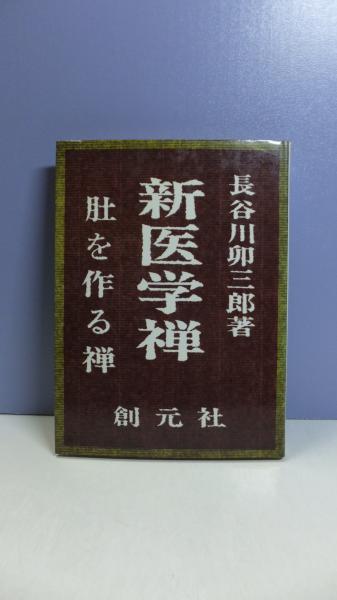 長谷川卯三郎著
新医学禅
肚を作る禅
創元社